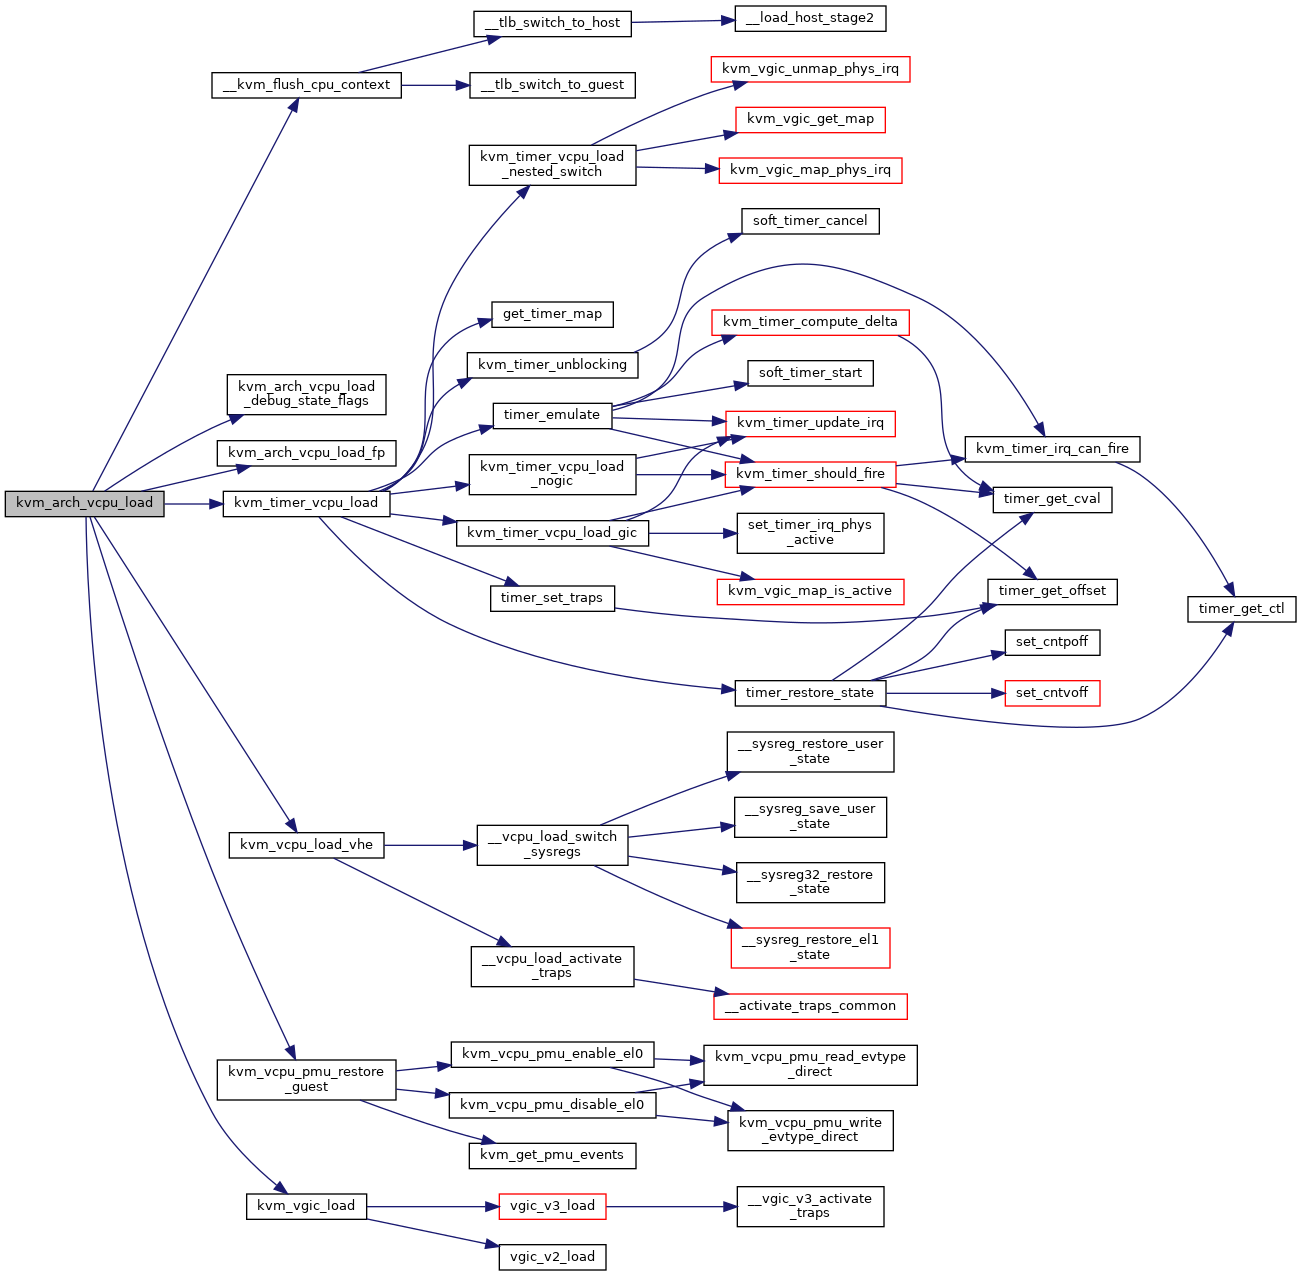 __tlb_switch_to_host
__load_host_stage2
__kvm_flush_cpu_context
__tlb_switch_to_guest
kvm_vgic_unmap_phys_irq
kvm_vgic_get_map
kvm_timer_vcpu_load
_nested_switch
kvm_vgic_map_phys_irq
soft_timer_cancel
get_timer_map
kvm_timer_compute_delta
kvm_timer_unblocking
soft_timer_start
kvm_arch_vcpu_load
_debug_state_flags
timer_emulate
kvm_timer_update_irq
kvm_timer_irq_can_fire
kvm_arch_vcpu_load_fp
kvm_timer_vcpu_load
_nogic
kvm_timer_should_fire
kvm_arch_vcpu_load
kvm_timer_vcpu_load
timer_get_cval
kvm_timer_vcpu_load_gic
set_timer_irq_phys
_active
timer_set_traps
kvm_vgic_map_is_active
timer_get_offset
timer_get_ctl
set_cntpoff
timer_restore_state
set_cntvoff
__sysreg_restore_user
_state
__sysreg_save_user
_state
kvm_vcpu_load_vhe
__vcpu_load_switch
_sysregs
__sysreg32_restore
_state
__sysreg_restore_el1
_state
__vcpu_load_activate
_traps
__activate_traps_common
kvm_vcpu_pmu_restore
_guest
kvm_vcpu_pmu_enable_el0
kvm_vcpu_pmu_read_evtype
_direct
kvm_vcpu_pmu_disable_el0
kvm_vcpu_pmu_write
_evtype_direct
kvm_get_pmu_events
kvm_vgic_load
vgic_v3_load
__vgic_v3_activate
_traps
vgic_v2_load